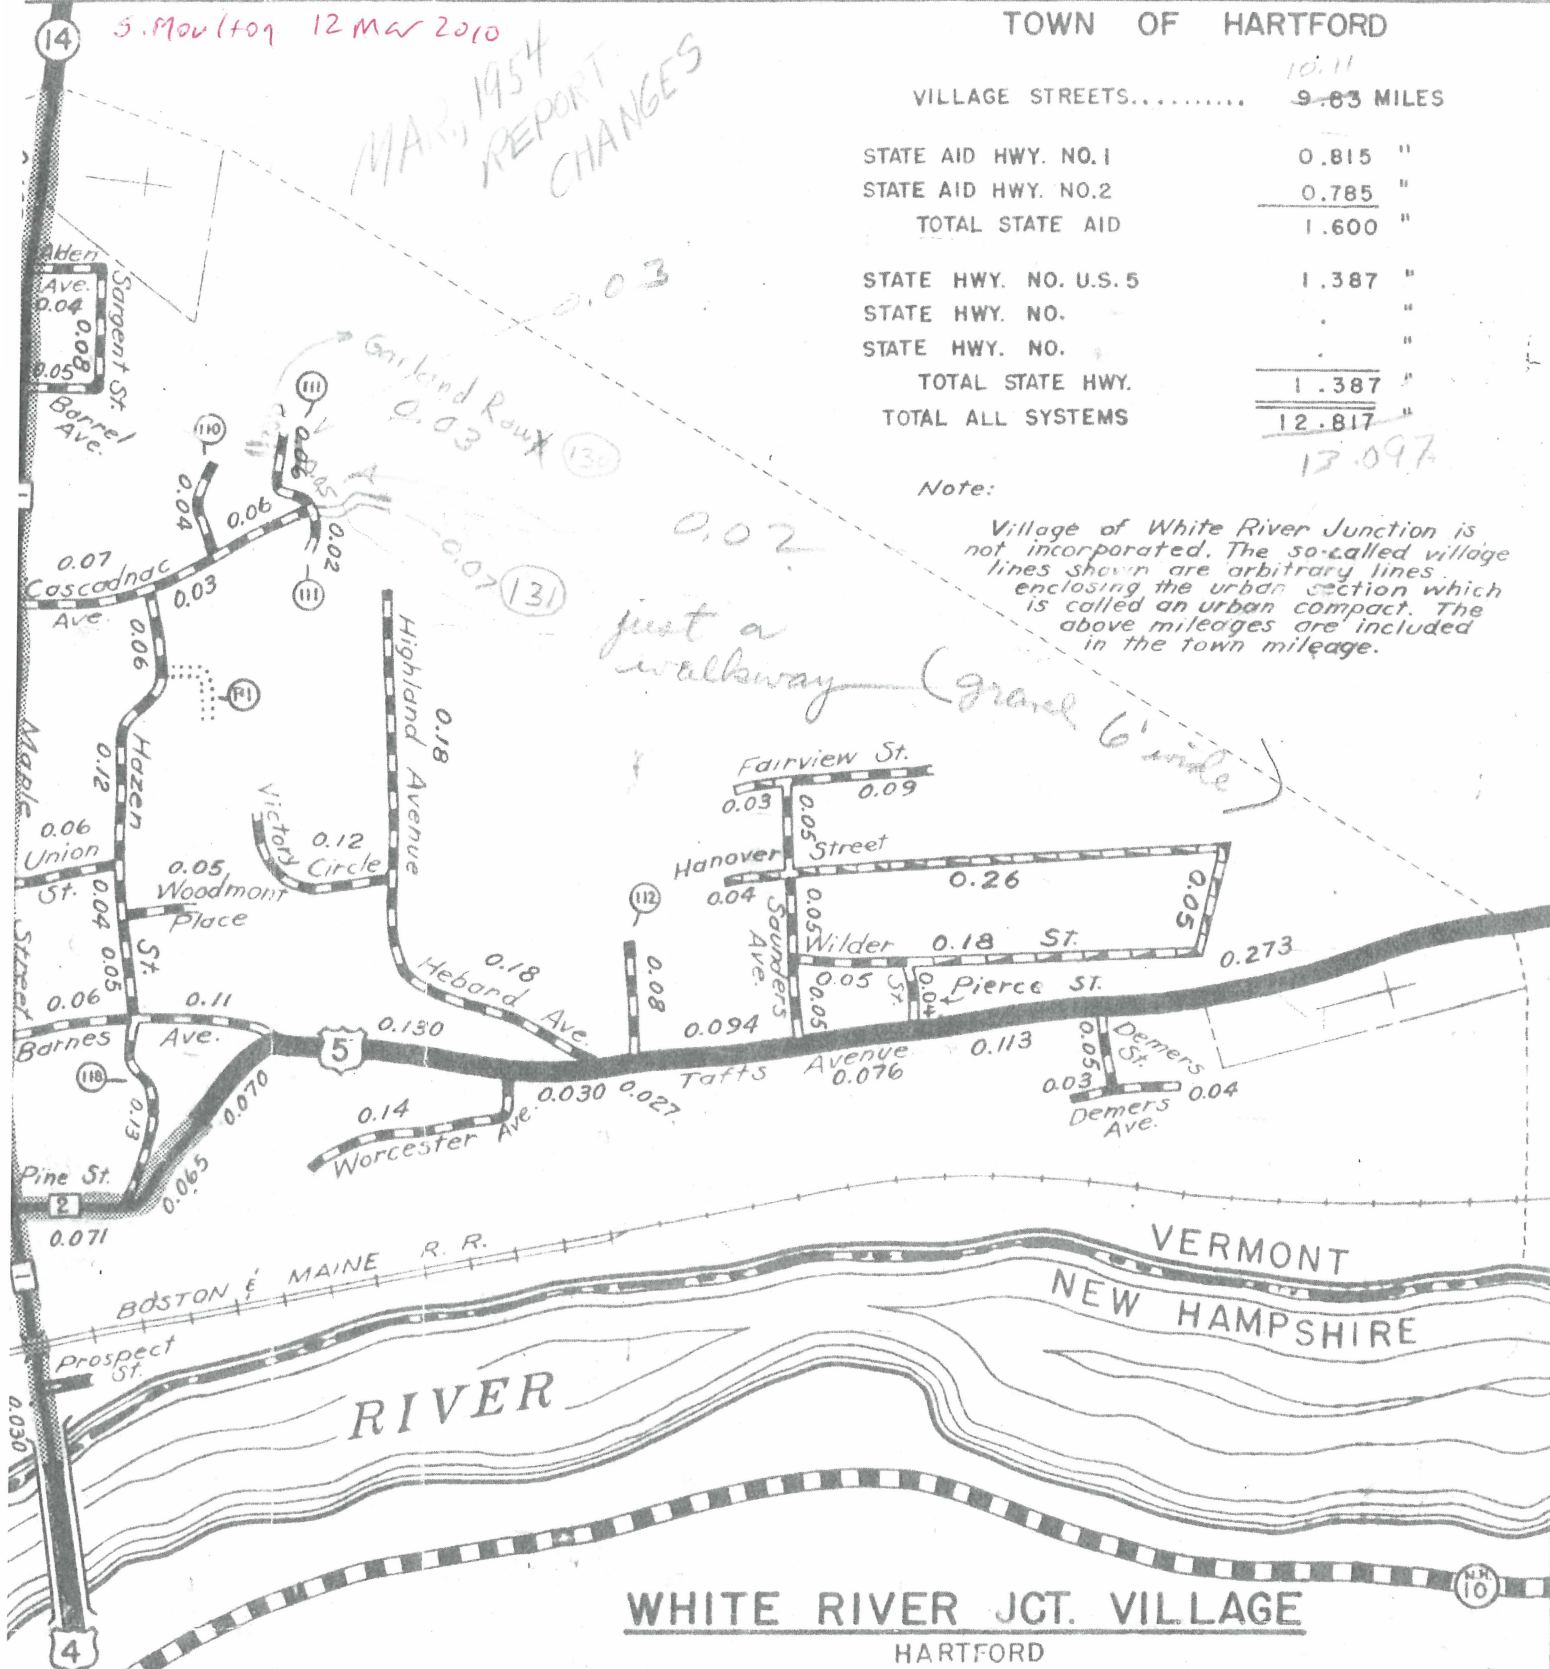 14
S. Moulton 12 Mar 2010
MAR, 1954
REPORT
CHANGES
TOWN OF HARTFORD
10.11
VILLAGE STREETS.......... 9.83 MILES
STATE AID HWY. NO.1 0.815 "
STATE AID HWY. NO.2 0.785 "
TOTAL STATE AID 1.600 "
STATE HWY. NO. U.S. 5 1.387 "
STATE HWY. NO. . "
STATE HWY. NO. . "
TOTAL STATE HWY. 1.387 "
TOTAL ALL SYSTEMS 12.817 "
13.097
Note:
Village of White River Junction is
not incorporated. The so-called village
lines shown are arbitrary lines
enclosing the urban section which
is called an urban compact. The
above mileages are included
in the town mileage.
Alden
Ave.
0.04
Sargent St.
0.08
0.05
Barrel
Ave.
0.03
Garland Row
0.03
130
111
110
0.06
0.05
A
0.04
0.06
0.02
111
0.07
131
0.02
just a
walkway (gravel 6' wide)
1
0.07
Cascadnac
Ave.
0.03
0.06
P1
Highland Avenue
0.18
Maple Street
Hazen St.
0.12
0.06
Union
St.
0.04
0.05
Woodmont
Place
Victory
Circle
0.12
0.05
0.06
Barnes Ave.
0.11
118
0.13
Fairview St.
0.03
0.09
0.05
Hanover Street
0.04
0.26
0.05
Saunders
Ave.
0.05
Wilder St.
0.18
0.05
0.05
0.04
Pierce St.
St.
112
0.08
0.18
Hebard Ave.
0.130
5
0.094
Tafts Avenue
0.076
0.113
0.273
0.030
0.027
0.05
Demers
St.
0.03
0.04
Demers
Ave.
0.070
0.065
0.14
Worcester Ave.
Pine St.
2
0.071
1
BOSTON & MAINE R. R.
Prospect
St.
0.030
VERMONT
NEW HAMPSHIRE
RIVER
N.H.
10
4
WHITE RIVER JCT. VILLAGE
HARTFORD